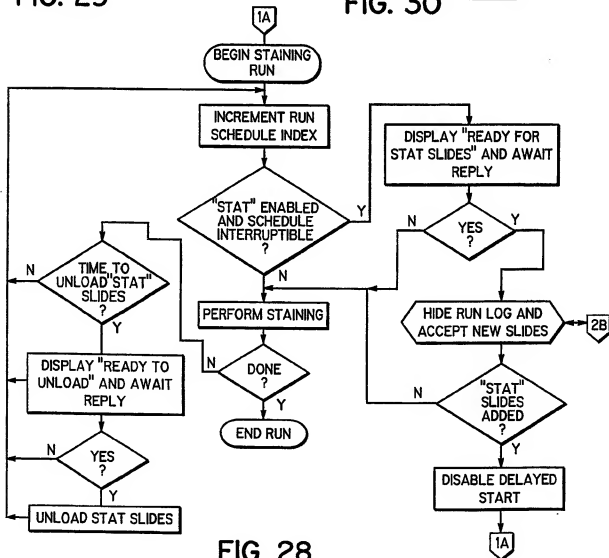 FIG. 29
FIG. 30
1A
BEGIN STAINING
RUN
INCREMENT RUN
SCHEDULE INDEX
"STAT" ENABLED
AND SCHEDULE
INTERRUPTIBLE
?
Y
N
DISPLAY "READY FOR
STAT SLIDES" AND AWAIT
REPLY
N
YES
?
Y
HIDE RUN LOG AND
ACCEPT NEW SLIDES
2B
N
"STAT"
SLIDES
ADDED
?
Y
DISABLE DELAYED
START
1A
PERFORM STAINING
N
DONE
?
Y
END RUN
N
TIME TO
UNLOAD "STAT"
SLIDES
?
Y
DISPLAY "READY TO
UNLOAD" AND AWAIT
REPLY
N
YES
?
Y
UNLOAD STAT SLIDES
FIG. 28